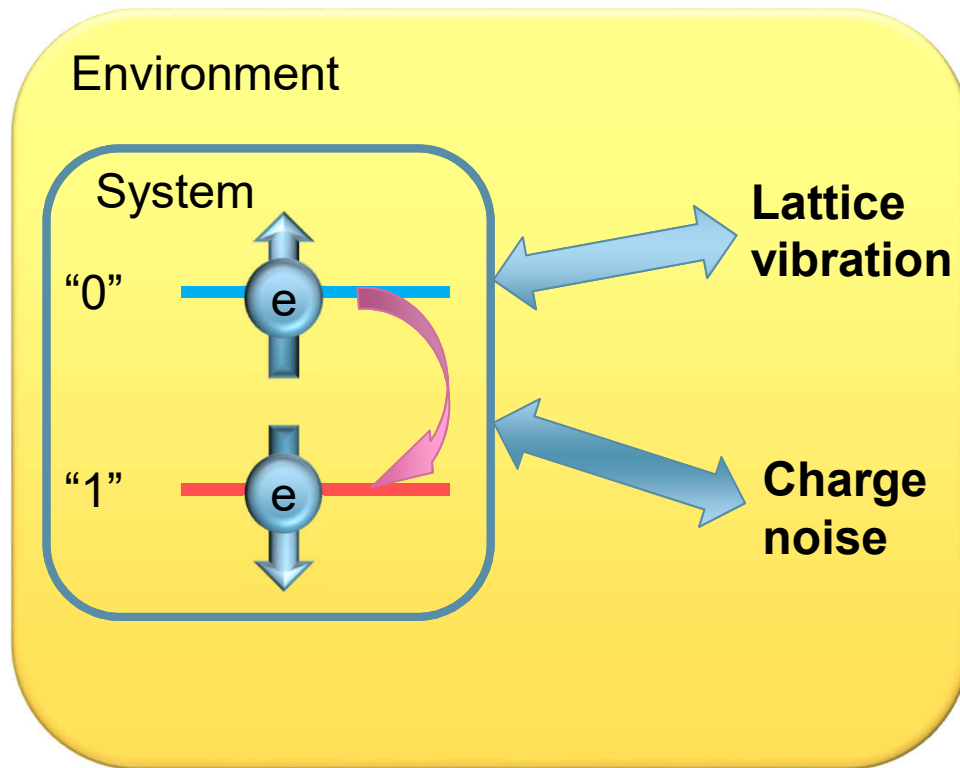 Environment
System
“0”
e
“1”
e
Lattice
vibration
Charge
noise